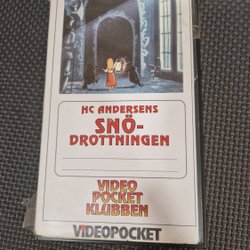 HC ANDERSENS
SNÖ-
DROTTNINGEN
VIDEO
POCKET
KLUBBEN
VIDEOPOCKET